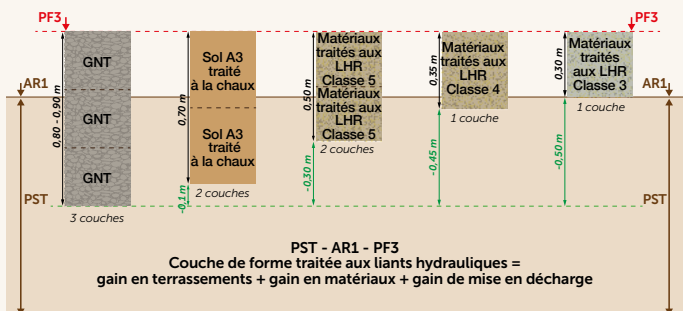 PF3
PF3
AR1
AR1
PST
PST
0,80 - 0,90 m
GNT
GNT
GNT
3 couches
0,70 m
Sol A3
traité
à la chaux
Sol A3
traité
à la chaux
-0,1 m
2 couches
0,50 m
Matériaux
traités aux
LHR
Classe 5
Matériaux
traités aux
LHR
Classe 5
-0,30 m
2 couches
0,35 m
Matériaux
traités aux
LHR
Classe 4
-0,45 m
1 couche
0,30 m
Matériaux
traités
aux LHR
Classe 3
-0,50 m
1 couche
PST - AR1 - PF3
Couche de forme traitée aux liants hydrauliques =
gain en terrassements + gain en matériaux + gain de mise en décharge